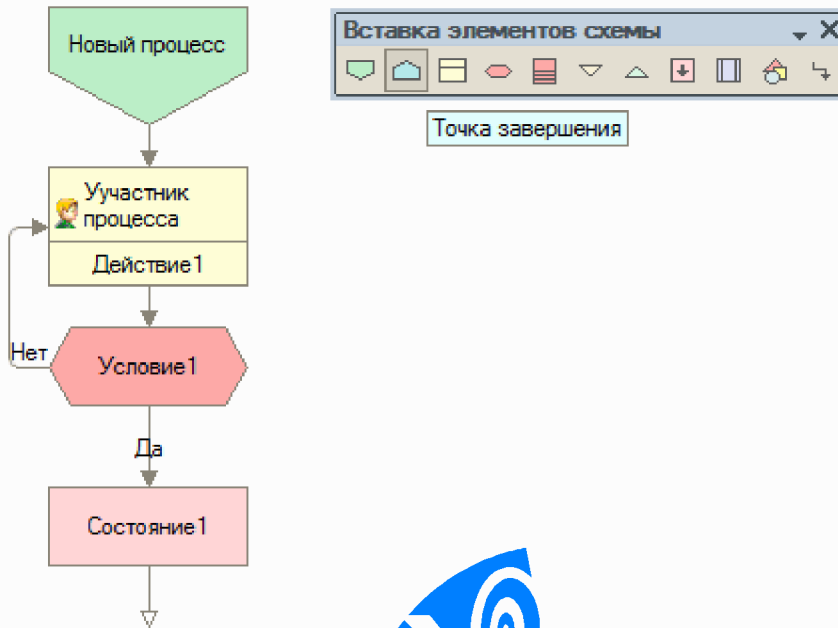 Новый процесс
Вставка элементов схемы
Точка завершения
Уучастник
процесса
Действие1
Нет
Условие1
Да
Состояние1